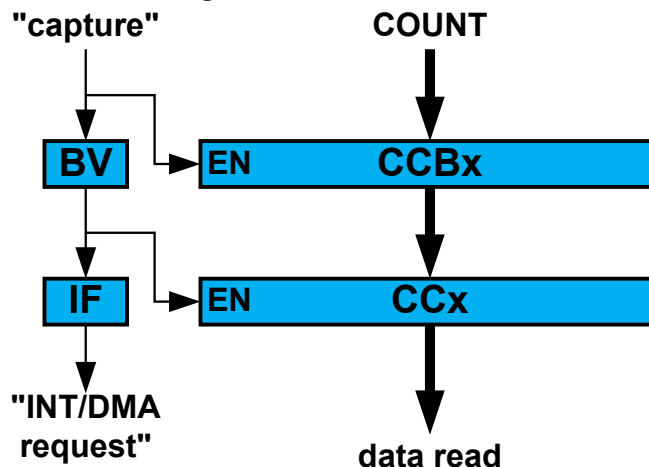 "capture"
COUNT
BV
EN
CCBx
IF
EN
CCx
"INT/DMA
request"
data read